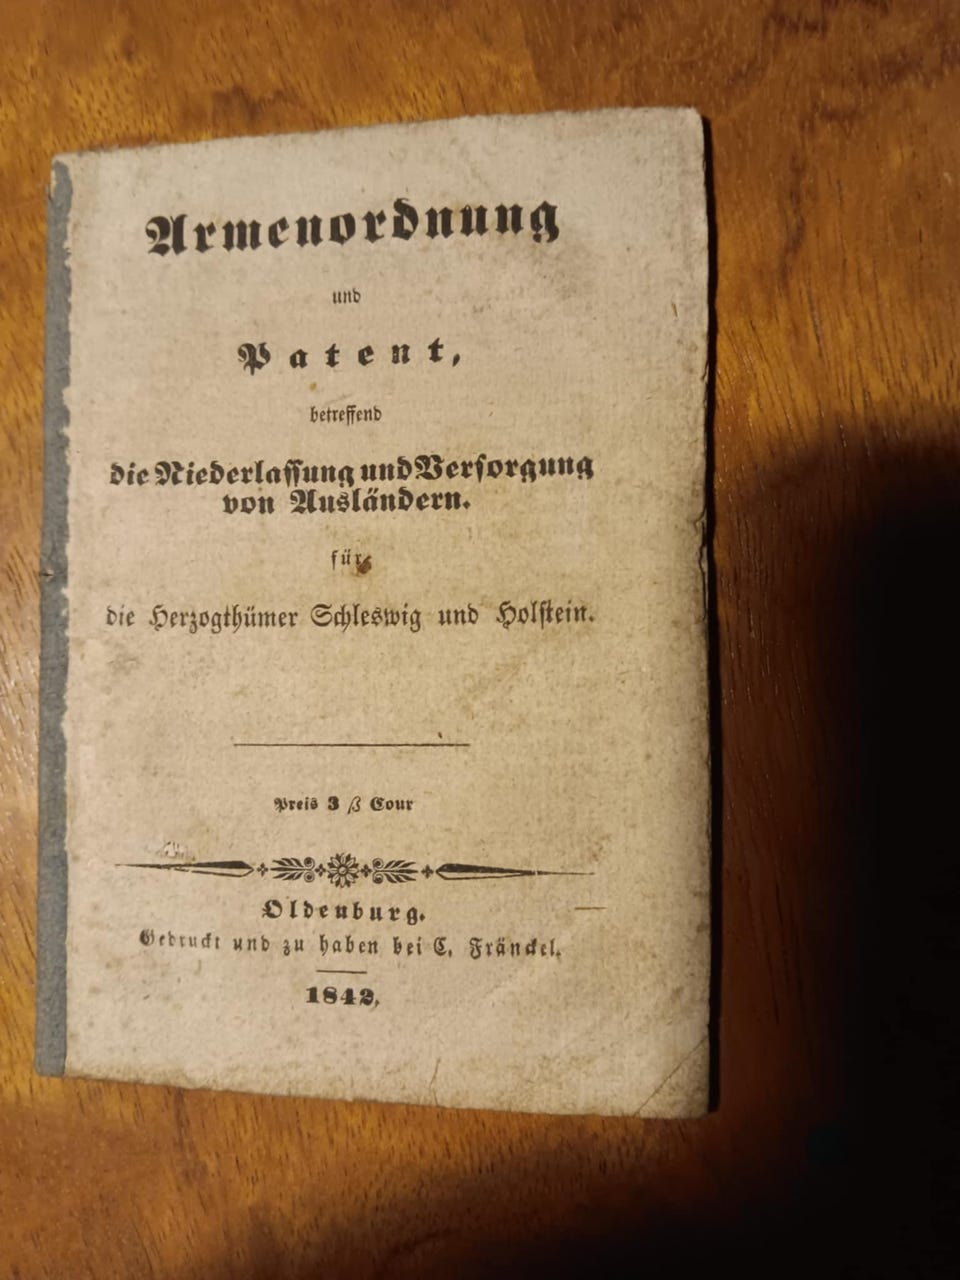 Armenordnung
und
Patent,
betreffend
die Niederlassung und Versorgung
von Ausländern.
für
die Herzogthümer Schleswig und Holstein.
Preis 3 ß Cour
Oldenburg.
Gedruckt und zu haben bei C. Fränckel.
1842.